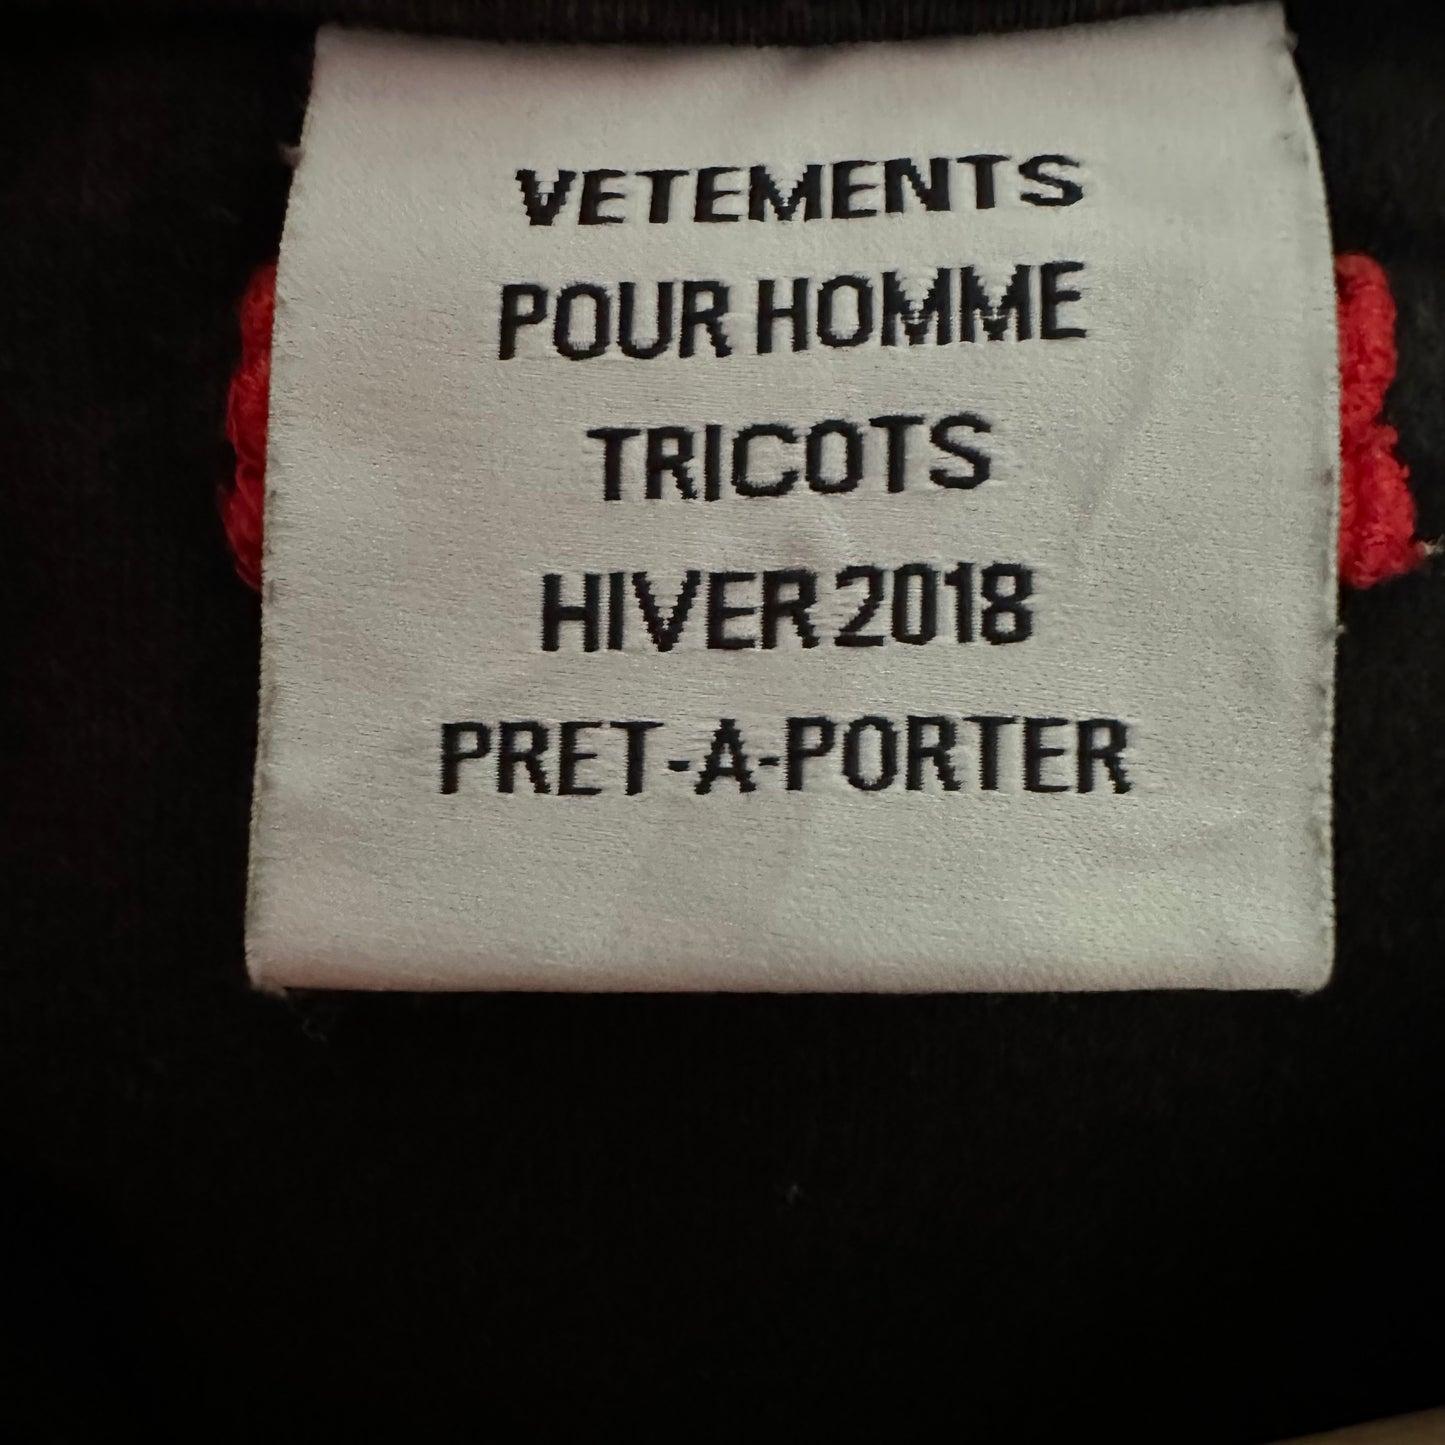 VETEMENTS
POUR HOMME
TRICOTS
HIVER 2018
PRET-A-PORTER